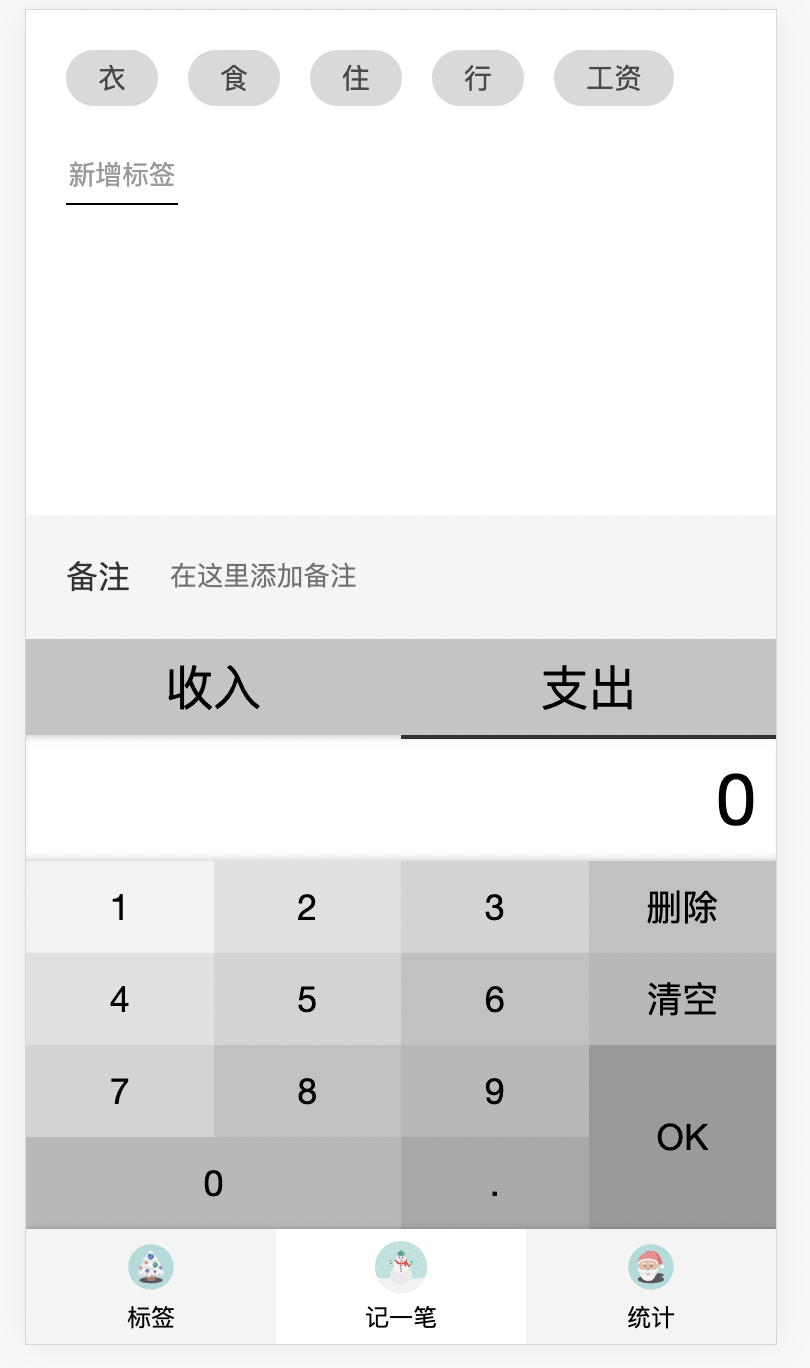 衣 食 住 行 工资
新增标签
备注 在这里添加备注
收入 支出
0
1 2 3 删除
4 5 6 清空
7 8 9
OK
0 .
标签 记一笔 统计